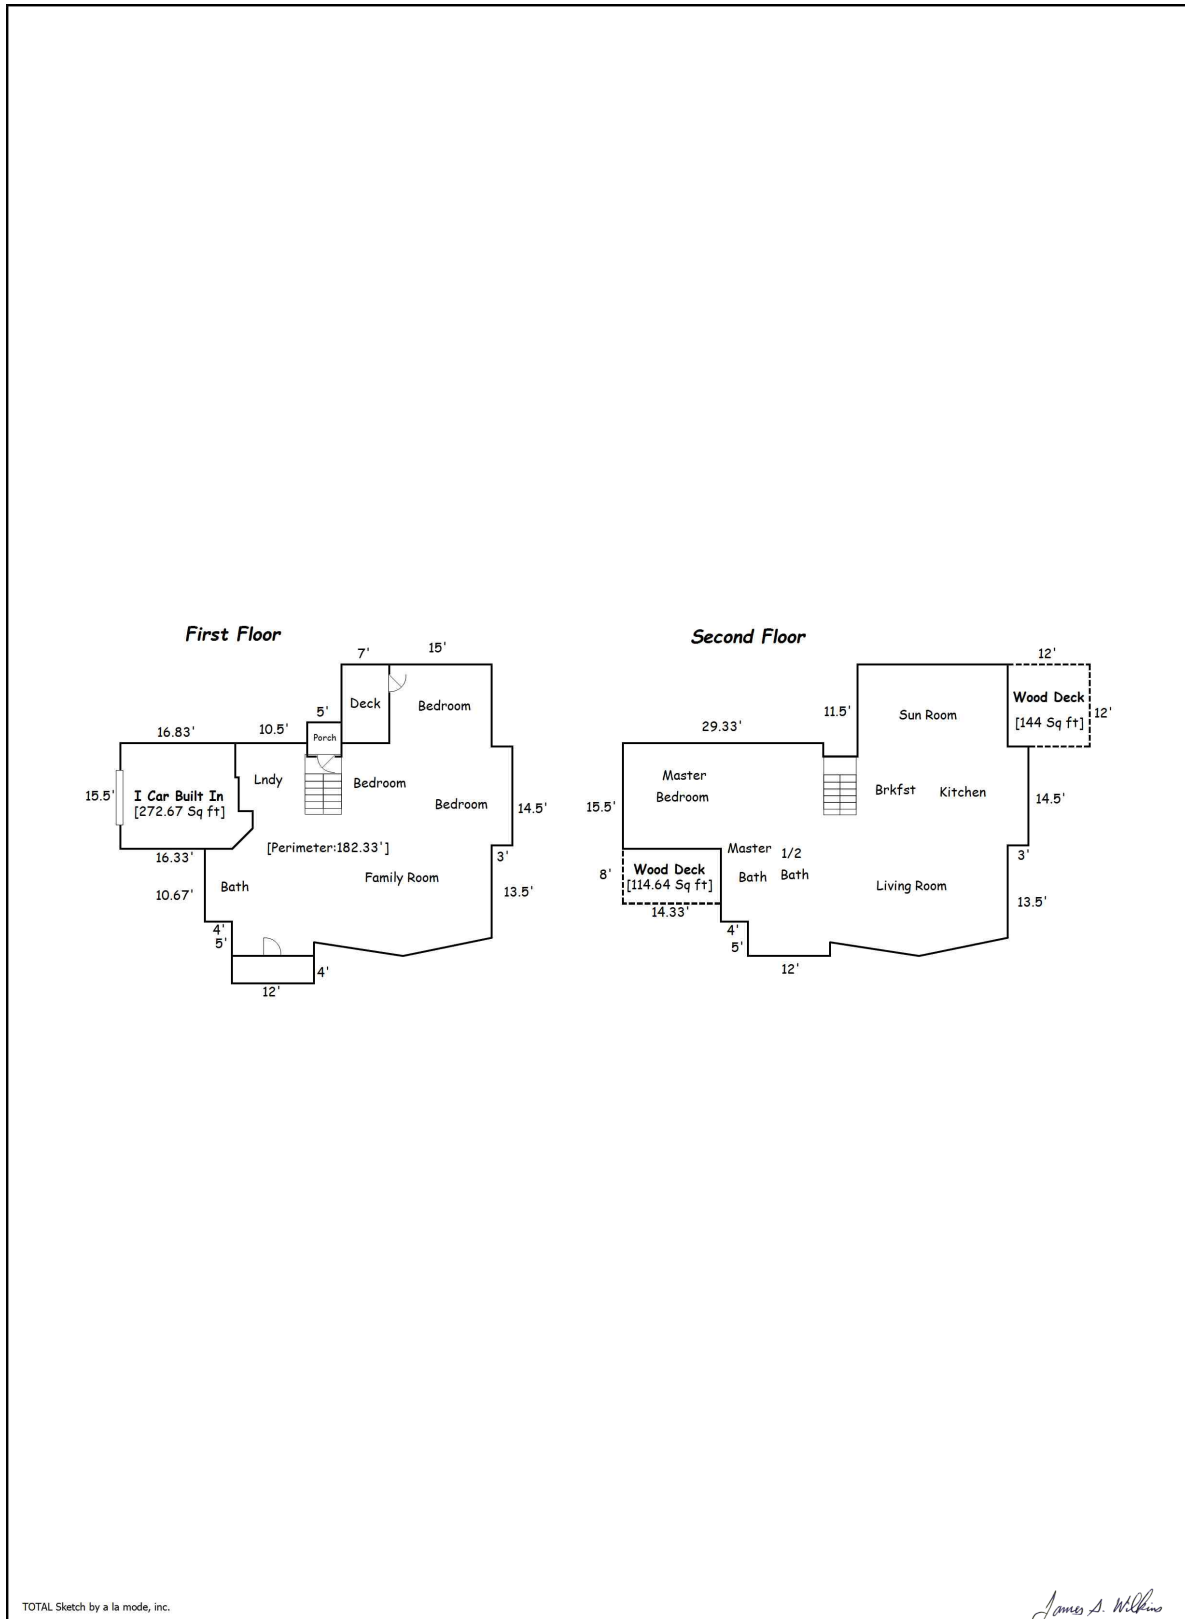 First Floor
7'
15'
5'
Deck
Bedroom
16.83'
10.5'
Porch
Lndy
Bedroom
15.5'
1 Car Built In
[272.67 Sq ft]
Bedroom
14.5'
16.33'
[Perimeter:182.33']
3'
10.67'
Bath
Family Room
13.5'
4'
5'
4'
12'
Second Floor
12'
Wood Deck
[144 Sq ft]
12'
11.5'
Sun Room
29.33'
Master
Bedroom
Brkfst
Kitchen
15.5'
14.5'
Master
Bath
1/2
Bath
3'
8'
Wood Deck
[114.64 Sq ft]
Living Room
14.33'
13.5'
4'
5'
12'
TOTAL Sketch by a la mode, inc.
James S. Wilkins